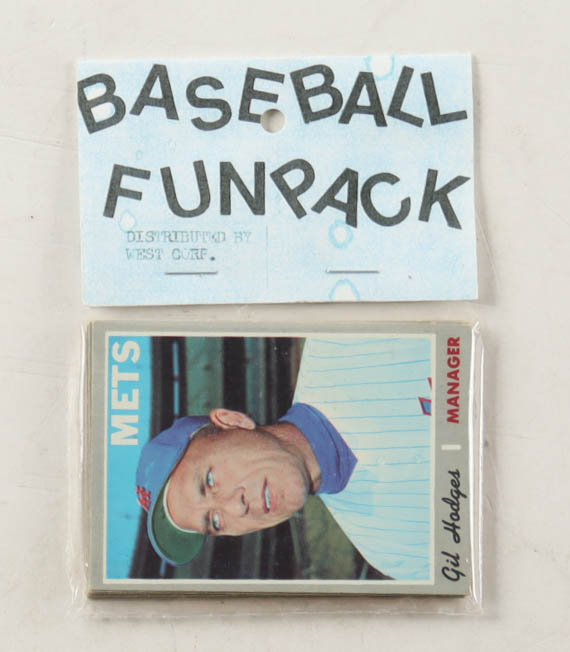 BASEBALL
FUNPACK
DISTRIBUTED BY
WEST CORP.
METS
Gil Hodges | MANAGER